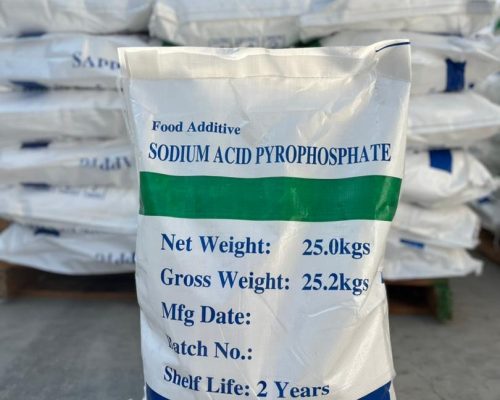 Food Additive
SODIUM ACID PYROPHOSPHATE
Net Weight: 25.0kgs
Gross Weight: 25.2kgs
Mfg Date:
Batch No.:
Shelf Life: 2 Years